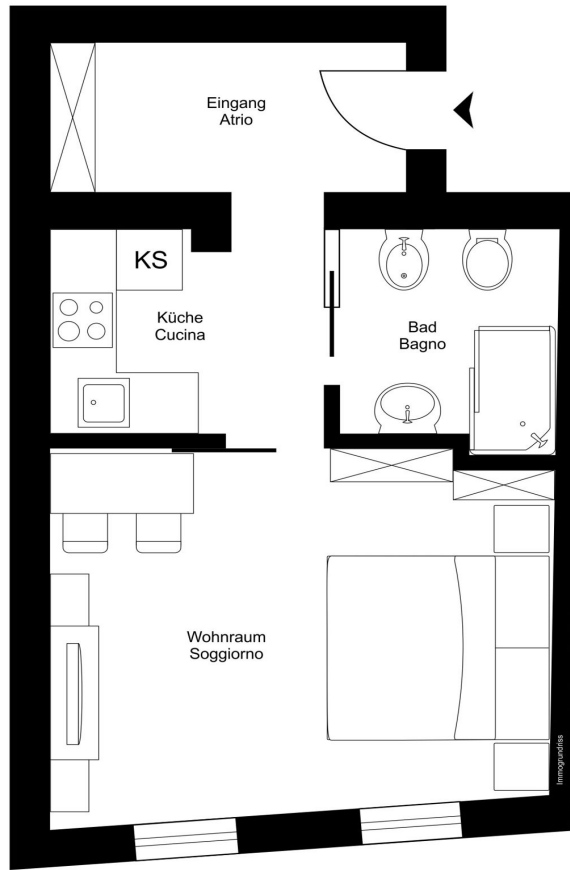 Eingang
Atrio
KS
Küche
Cucina
Bad
Bagno
Wohnraum
Soggiorno
Immogrundriss